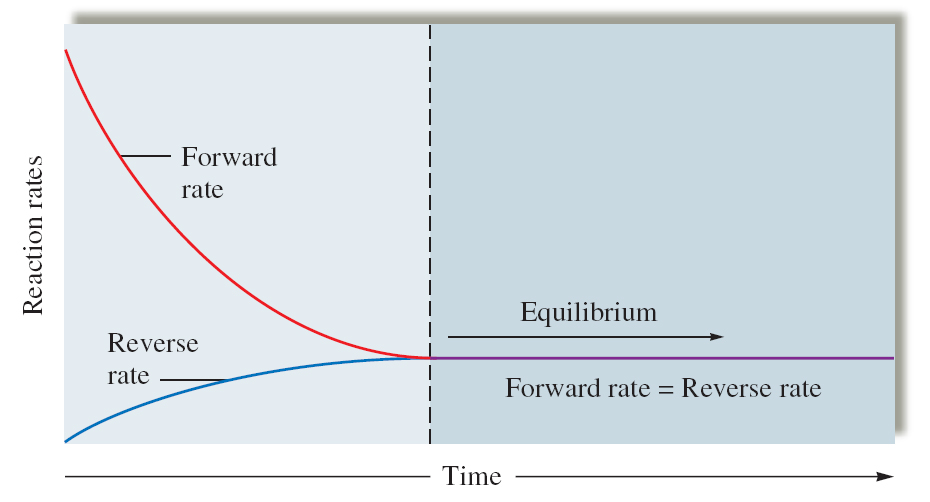 Reaction rates
Forward
rate
Reverse
rate
Equilibrium
Forward rate = Reverse rate
Time